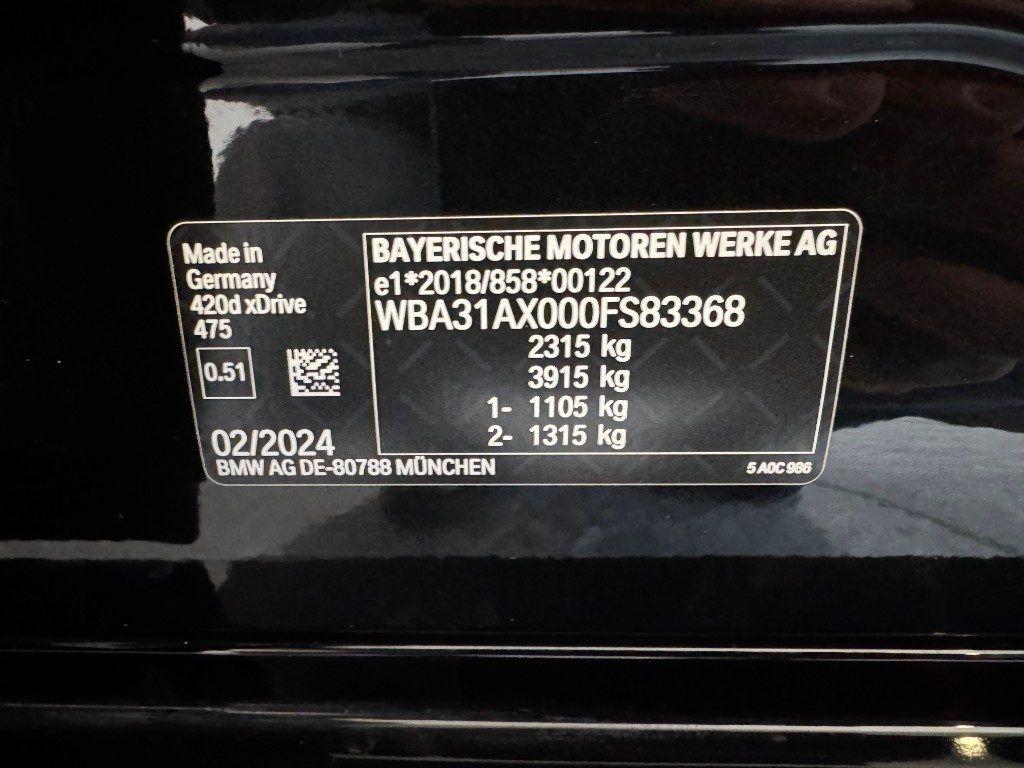 Made in
Germany
420d xDrive
475
0.51
02/2024
BAYERISCHE MOTOREN WERKE AG
e1*2018/858*00122
WBA31AX000FS83368
2315 kg
3915 kg
1- 1105 kg
2- 1315 kg
BMW AG DE-80788 MÜNCHEN
5 A0C 986